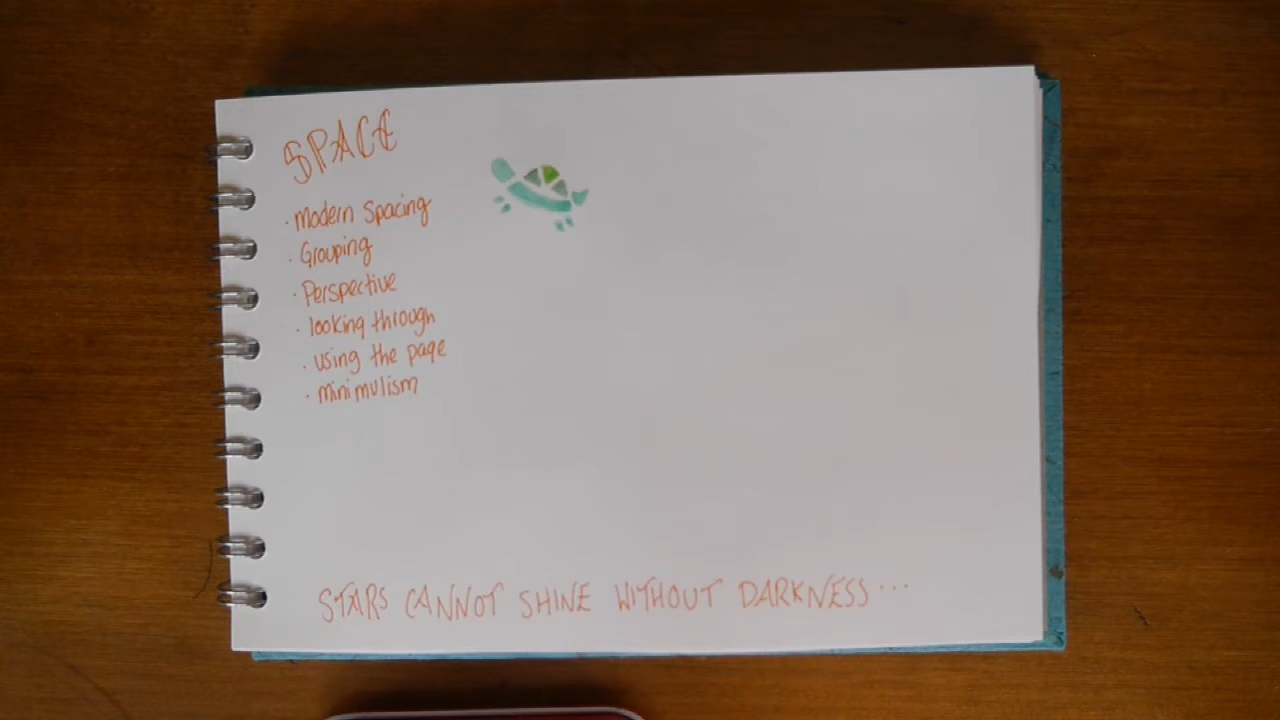 SPACE
· Modern Spacing
· Grouping
· Perspective
· looking through
· using the page
· minimulism
STARS CANNOT SHINE WITHOUT DARKNESS...